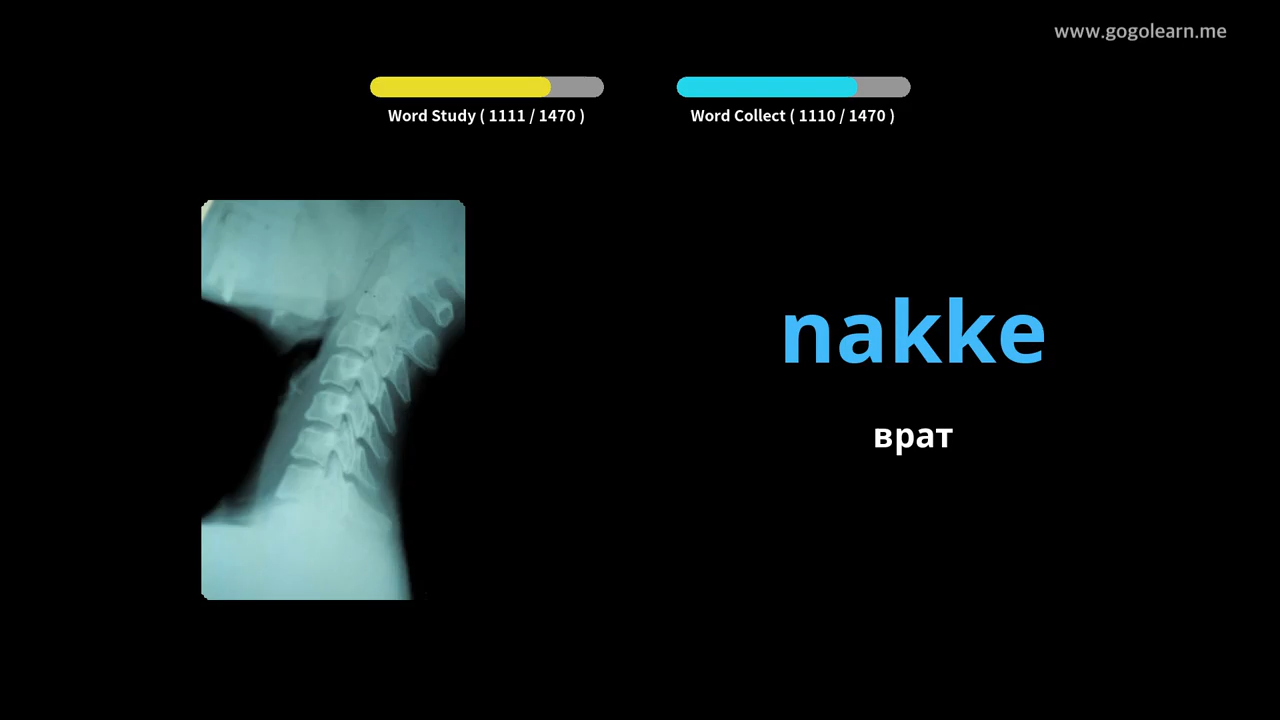 www.gogolearn.me
Word Study ( 1111 / 1470 )
Word Collect ( 1110 / 1470 )
nakke
врат